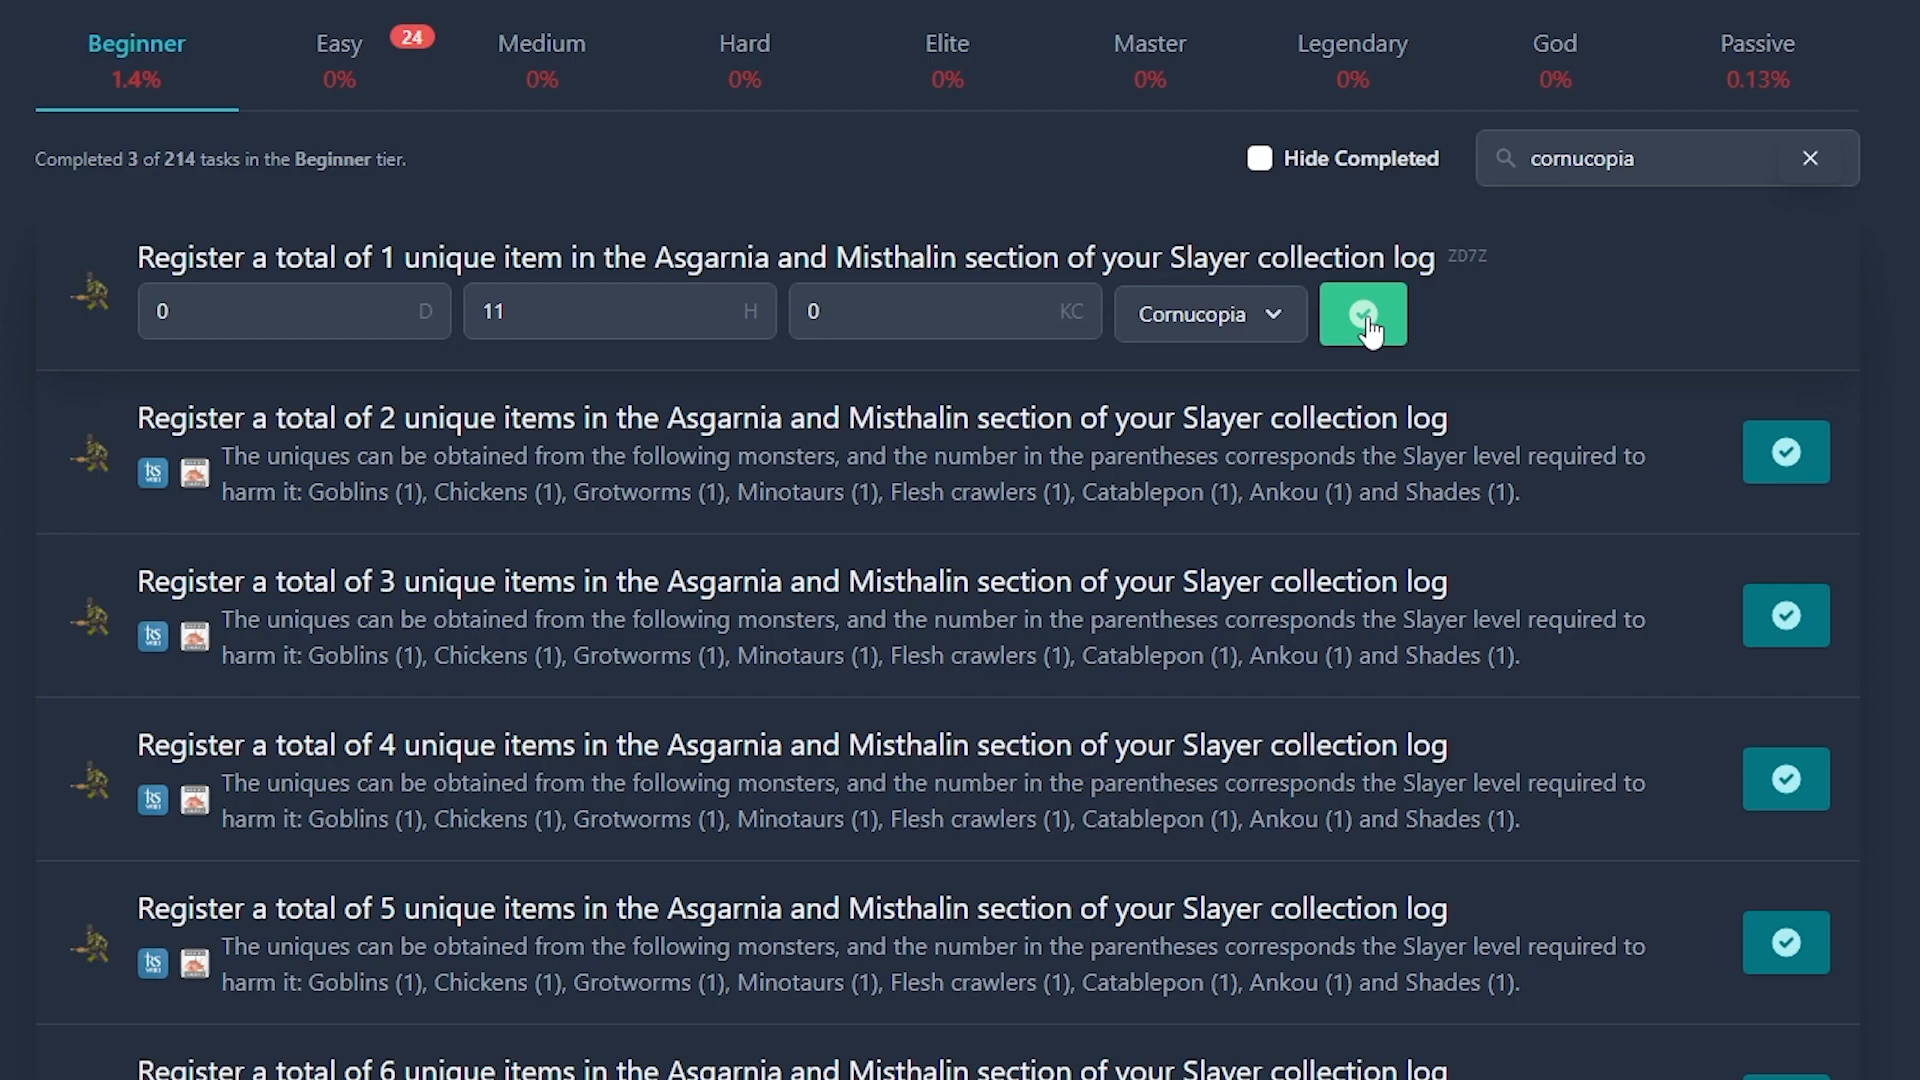 Beginner Easy 24 Medium Hard Elite Master Legendary God Passive
1.4% 0% 0% 0% 0% 0% 0% 0% 0.13%
Completed 3 of 214 tasks in the Beginner tier.
Hide Completed
cornucopia
Register a total of 1 unique item in the Asgarnia and Misthalin section of your Slayer collection log ZD7Z
0 D 11 H 0 KC Cornucopia
Register a total of 2 unique items in the Asgarnia and Misthalin section of your Slayer collection log
The uniques can be obtained from the following monsters, and the number in the parentheses corresponds the Slayer level required to
harm it: Goblins (1), Chickens (1), Grotworms (1), Minotaurs (1), Flesh crawlers (1), Catablepon (1), Ankou (1) and Shades (1).
Register a total of 3 unique items in the Asgarnia and Misthalin section of your Slayer collection log
The uniques can be obtained from the following monsters, and the number in the parentheses corresponds the Slayer level required to
harm it: Goblins (1), Chickens (1), Grotworms (1), Minotaurs (1), Flesh crawlers (1), Catablepon (1), Ankou (1) and Shades (1).
Register a total of 4 unique items in the Asgarnia and Misthalin section of your Slayer collection log
The uniques can be obtained from the following monsters, and the number in the parentheses corresponds the Slayer level required to
harm it: Goblins (1), Chickens (1), Grotworms (1), Minotaurs (1), Flesh crawlers (1), Catablepon (1), Ankou (1) and Shades (1).
Register a total of 5 unique items in the Asgarnia and Misthalin section of your Slayer collection log
The uniques can be obtained from the following monsters, and the number in the parentheses corresponds the Slayer level required to
harm it: Goblins (1), Chickens (1), Grotworms (1), Minotaurs (1), Flesh crawlers (1), Catablepon (1), Ankou (1) and Shades (1).
Register a total of 6 unique items in the Asgarnia and Misthalin section of your Slayer collection log